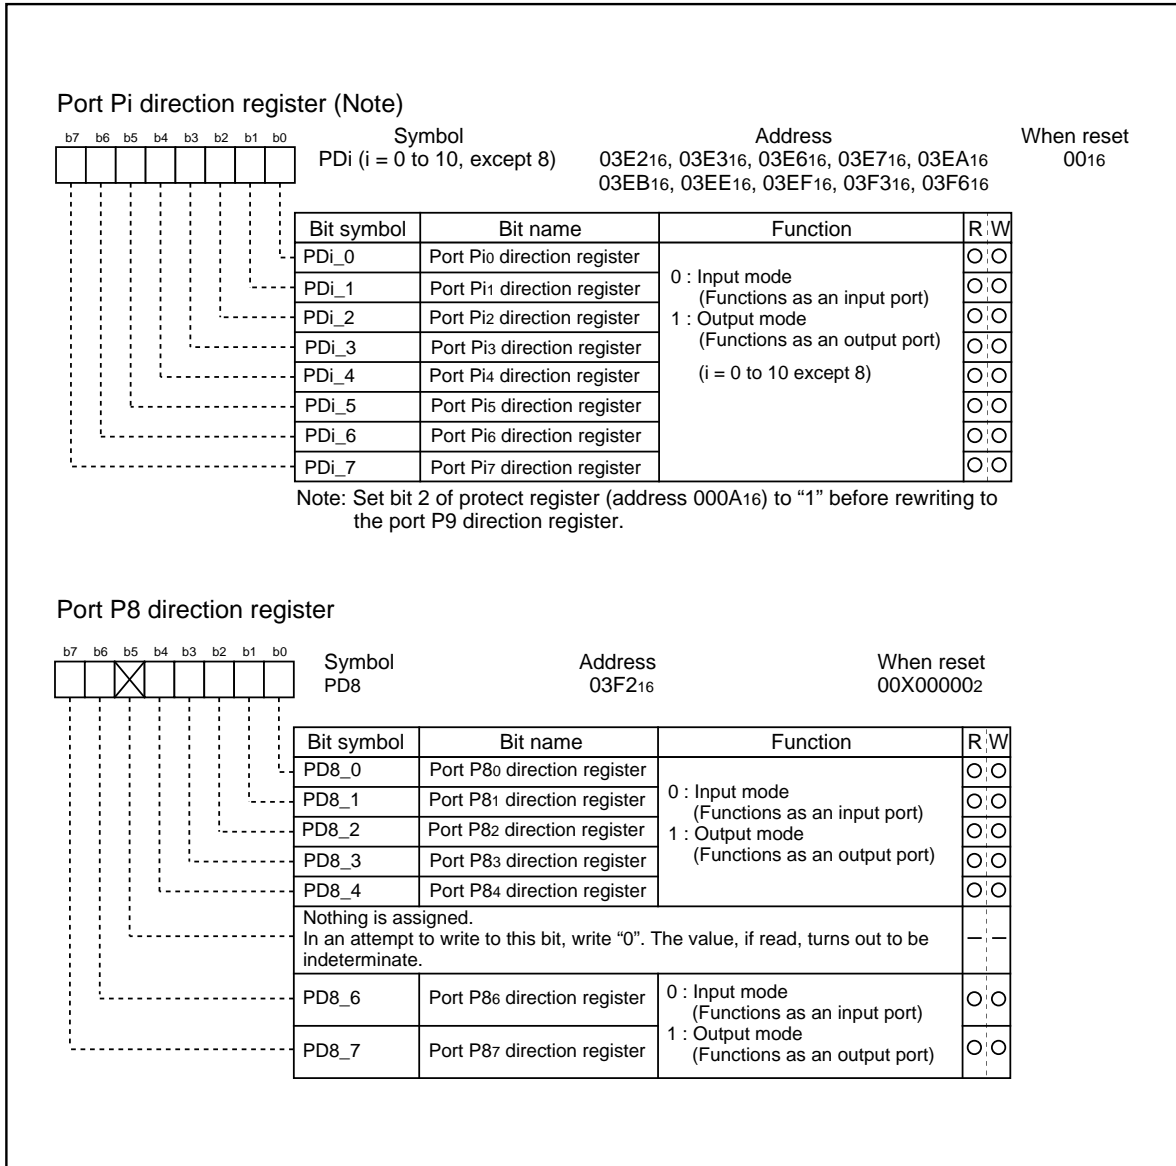 Port Pi direction register (Note)
b7 b6 b5 b4 b3 b2 b1 b0
Symbol Address When reset
PDi (i = 0 to 10, except 8) 03E216, 03E316, 03E616, 03E716, 03EA16 0016
03EB16, 03EE16, 03EF16, 03F316, 03F616
Bit symbol Bit name Function R W
PDi_0 Port Pi0 direction register
PDi_1 Port Pi1 direction register
PDi_2 Port Pi2 direction register
PDi_3 Port Pi3 direction register
PDi_4 Port Pi4 direction register
PDi_5 Port Pi5 direction register
PDi_6 Port Pi6 direction register
PDi_7 Port Pi7 direction register
0 : Input mode
(Functions as an input port)
1 : Output mode
(Functions as an output port)
(i = 0 to 10 except 8)
Note: Set bit 2 of protect register (address 000A16) to “1” before rewriting to
the port P9 direction register.
Port P8 direction register
b7 b6 b5 b4 b3 b2 b1 b0
Symbol Address When reset
PD8 03F216 00X000002
Bit symbol Bit name Function R W
PD8_0 Port P80 direction register
PD8_1 Port P81 direction register
PD8_2 Port P82 direction register
PD8_3 Port P83 direction register
PD8_4 Port P84 direction register
0 : Input mode
(Functions as an input port)
1 : Output mode
(Functions as an output port)
Nothing is assigned.
In an attempt to write to this bit, write “0”. The value, if read, turns out to be
indeterminate.
PD8_6 Port P86 direction register
PD8_7 Port P87 direction register
0 : Input mode
(Functions as an input port)
1 : Output mode
(Functions as an output port)